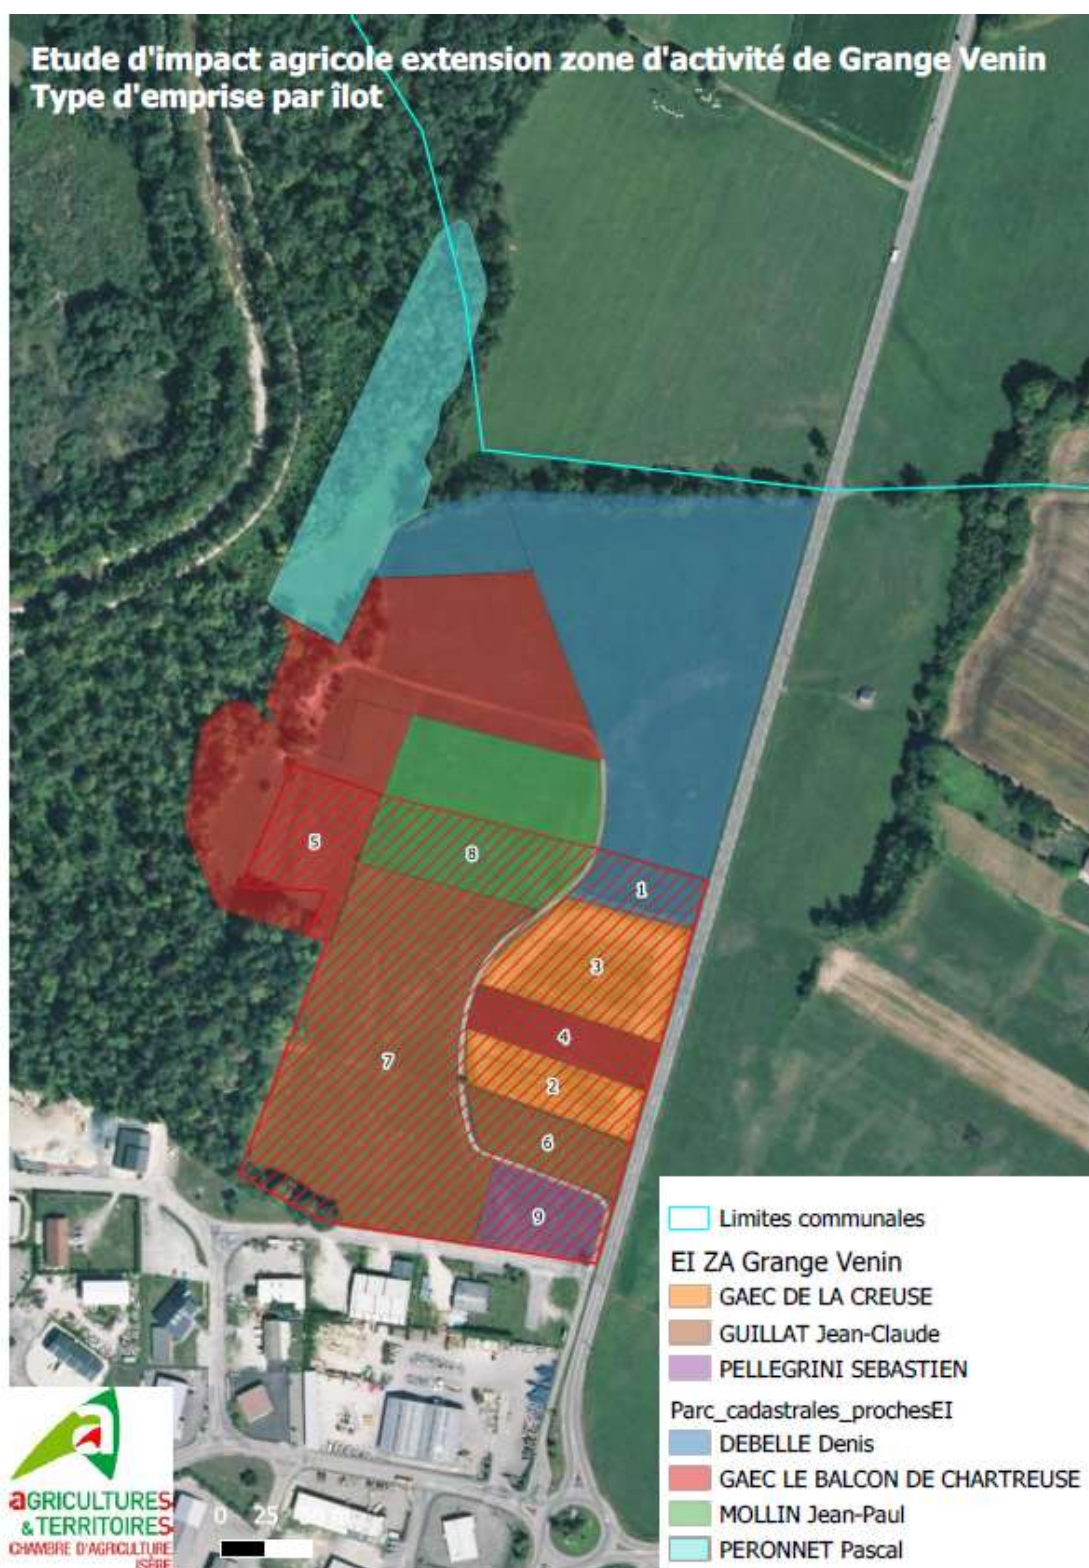 Etude d'impact agricole extension zone d'activité de Grange Venin
Type d'emprise par îlot
5
8
1
3
4
7
2
6
9
Limites communales
EI ZA Grange Venin
GAEC DE LA CREUSE
GUILLAT Jean-Claude
PELLEGRINI SEBASTIEN
Parc_cadastrales_prochesEI
DEBELLE Denis
GAEC LE BALCON DE CHARTREUSE
MOLLIN Jean-Paul
PERONNET Pascal
aGRICULTURES
& TERRITOIRES
CHAMBRE D'AGRICULTURE
ISÈRE
0 25